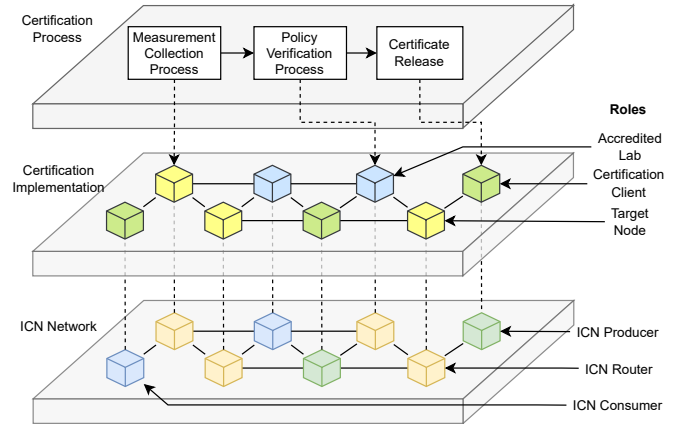 Certification
Process
Measurement
Collection
Process
Policy
Verification
Process
Certificate
Release
Roles
Accredited
Lab
Certification
Client
Target
Node
Certification
Implementation
ICN Network
ICN Producer
ICN Router
ICN Consumer